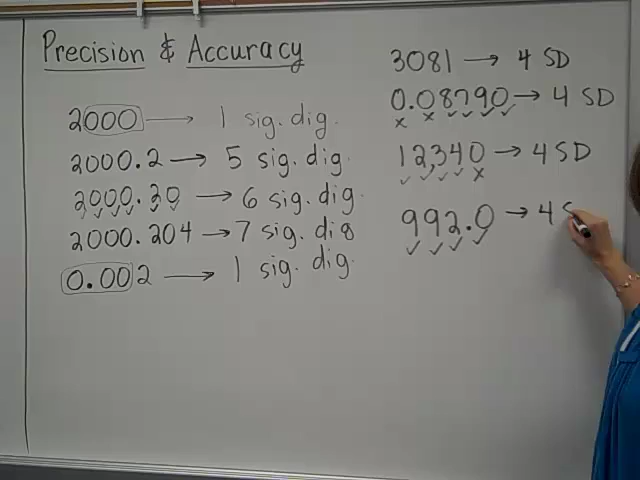 Precision & Accuracy
2000 → 1 sig. dig.
2000.2 → 5 sig. dig.
2000.20 → 6 sig. dig.
2000.204 → 7 sig. dig
0.002 → 1 sig. dig.
3081 → 4 SD
0.08790 → 4 SD
12,340 → 4 SD
992.0 → 4 S